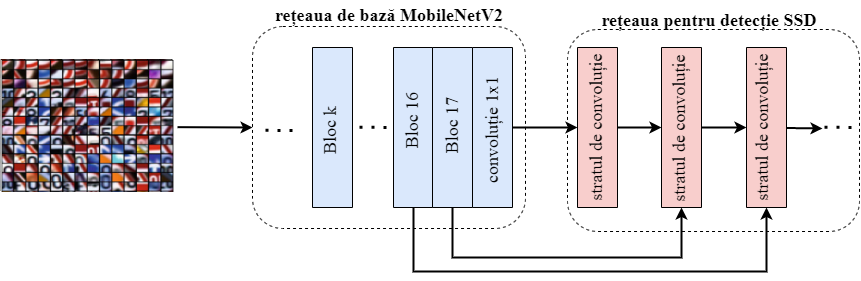 rețeaua de bază MobileNetV2
rețeaua pentru detecție SSD
. . .
Bloc k
. . .
Bloc 16
Bloc 17
convoluție 1x1
stratul de convoluție
stratul de convoluție
stratul de convoluție
. . .